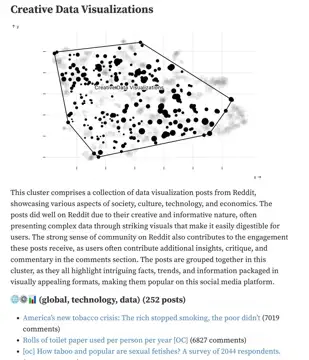 Creative Data Visualizations
y
Creative Data Visualizations
x
This cluster comprises a collection of data visualization posts from Reddit,
showcasing various aspects of society, culture, technology, and economics. The
posts did well on Reddit due to their creative and informative nature, often
presenting complex data through striking visuals that make it easily digestible for
users. The strong sense of community on Reddit also contributes to the engagement
these posts receive, as users often contribute additional insights, critique, and
commentary in the comments section. The posts are grouped together in this
cluster, as they all highlight intriguing facts, trends, and information packaged in
visually appealing formats, making them popular on this social media platform.
🌐⚙️📊 (global, technology, data) (252 posts)
• America's new tobacco crisis: The rich stopped smoking, the poor didn't (7019
comments)
• Rolls of toilet paper used per person per year [OC] (6827 comments)
• [oc] How taboo and popular are sexual fetishes? A survey of 2044 respondents.